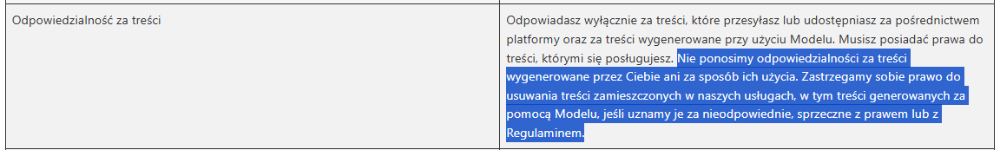 Odpowiedzialność za treści
Odpowiadasz wyłącznie za treści, które przesyłasz lub udostępniasz za pośrednictwem
platformy oraz za treści wygenerowane przy użyciu Modelu. Musisz posiadać prawa do
treści, którymi się posługujesz. Nie ponosimy odpowiedzialności za treści
wygenerowane przez Ciebie ani za sposób ich użycia. Zastrzegamy sobie prawo do
usuwania treści zamieszczonych w naszych usługach, w tym treści generowanych za
pomocą Modelu, jeśli uznamy je za nieodpowiednie, sprzeczne z prawem lub z
Regulaminem.